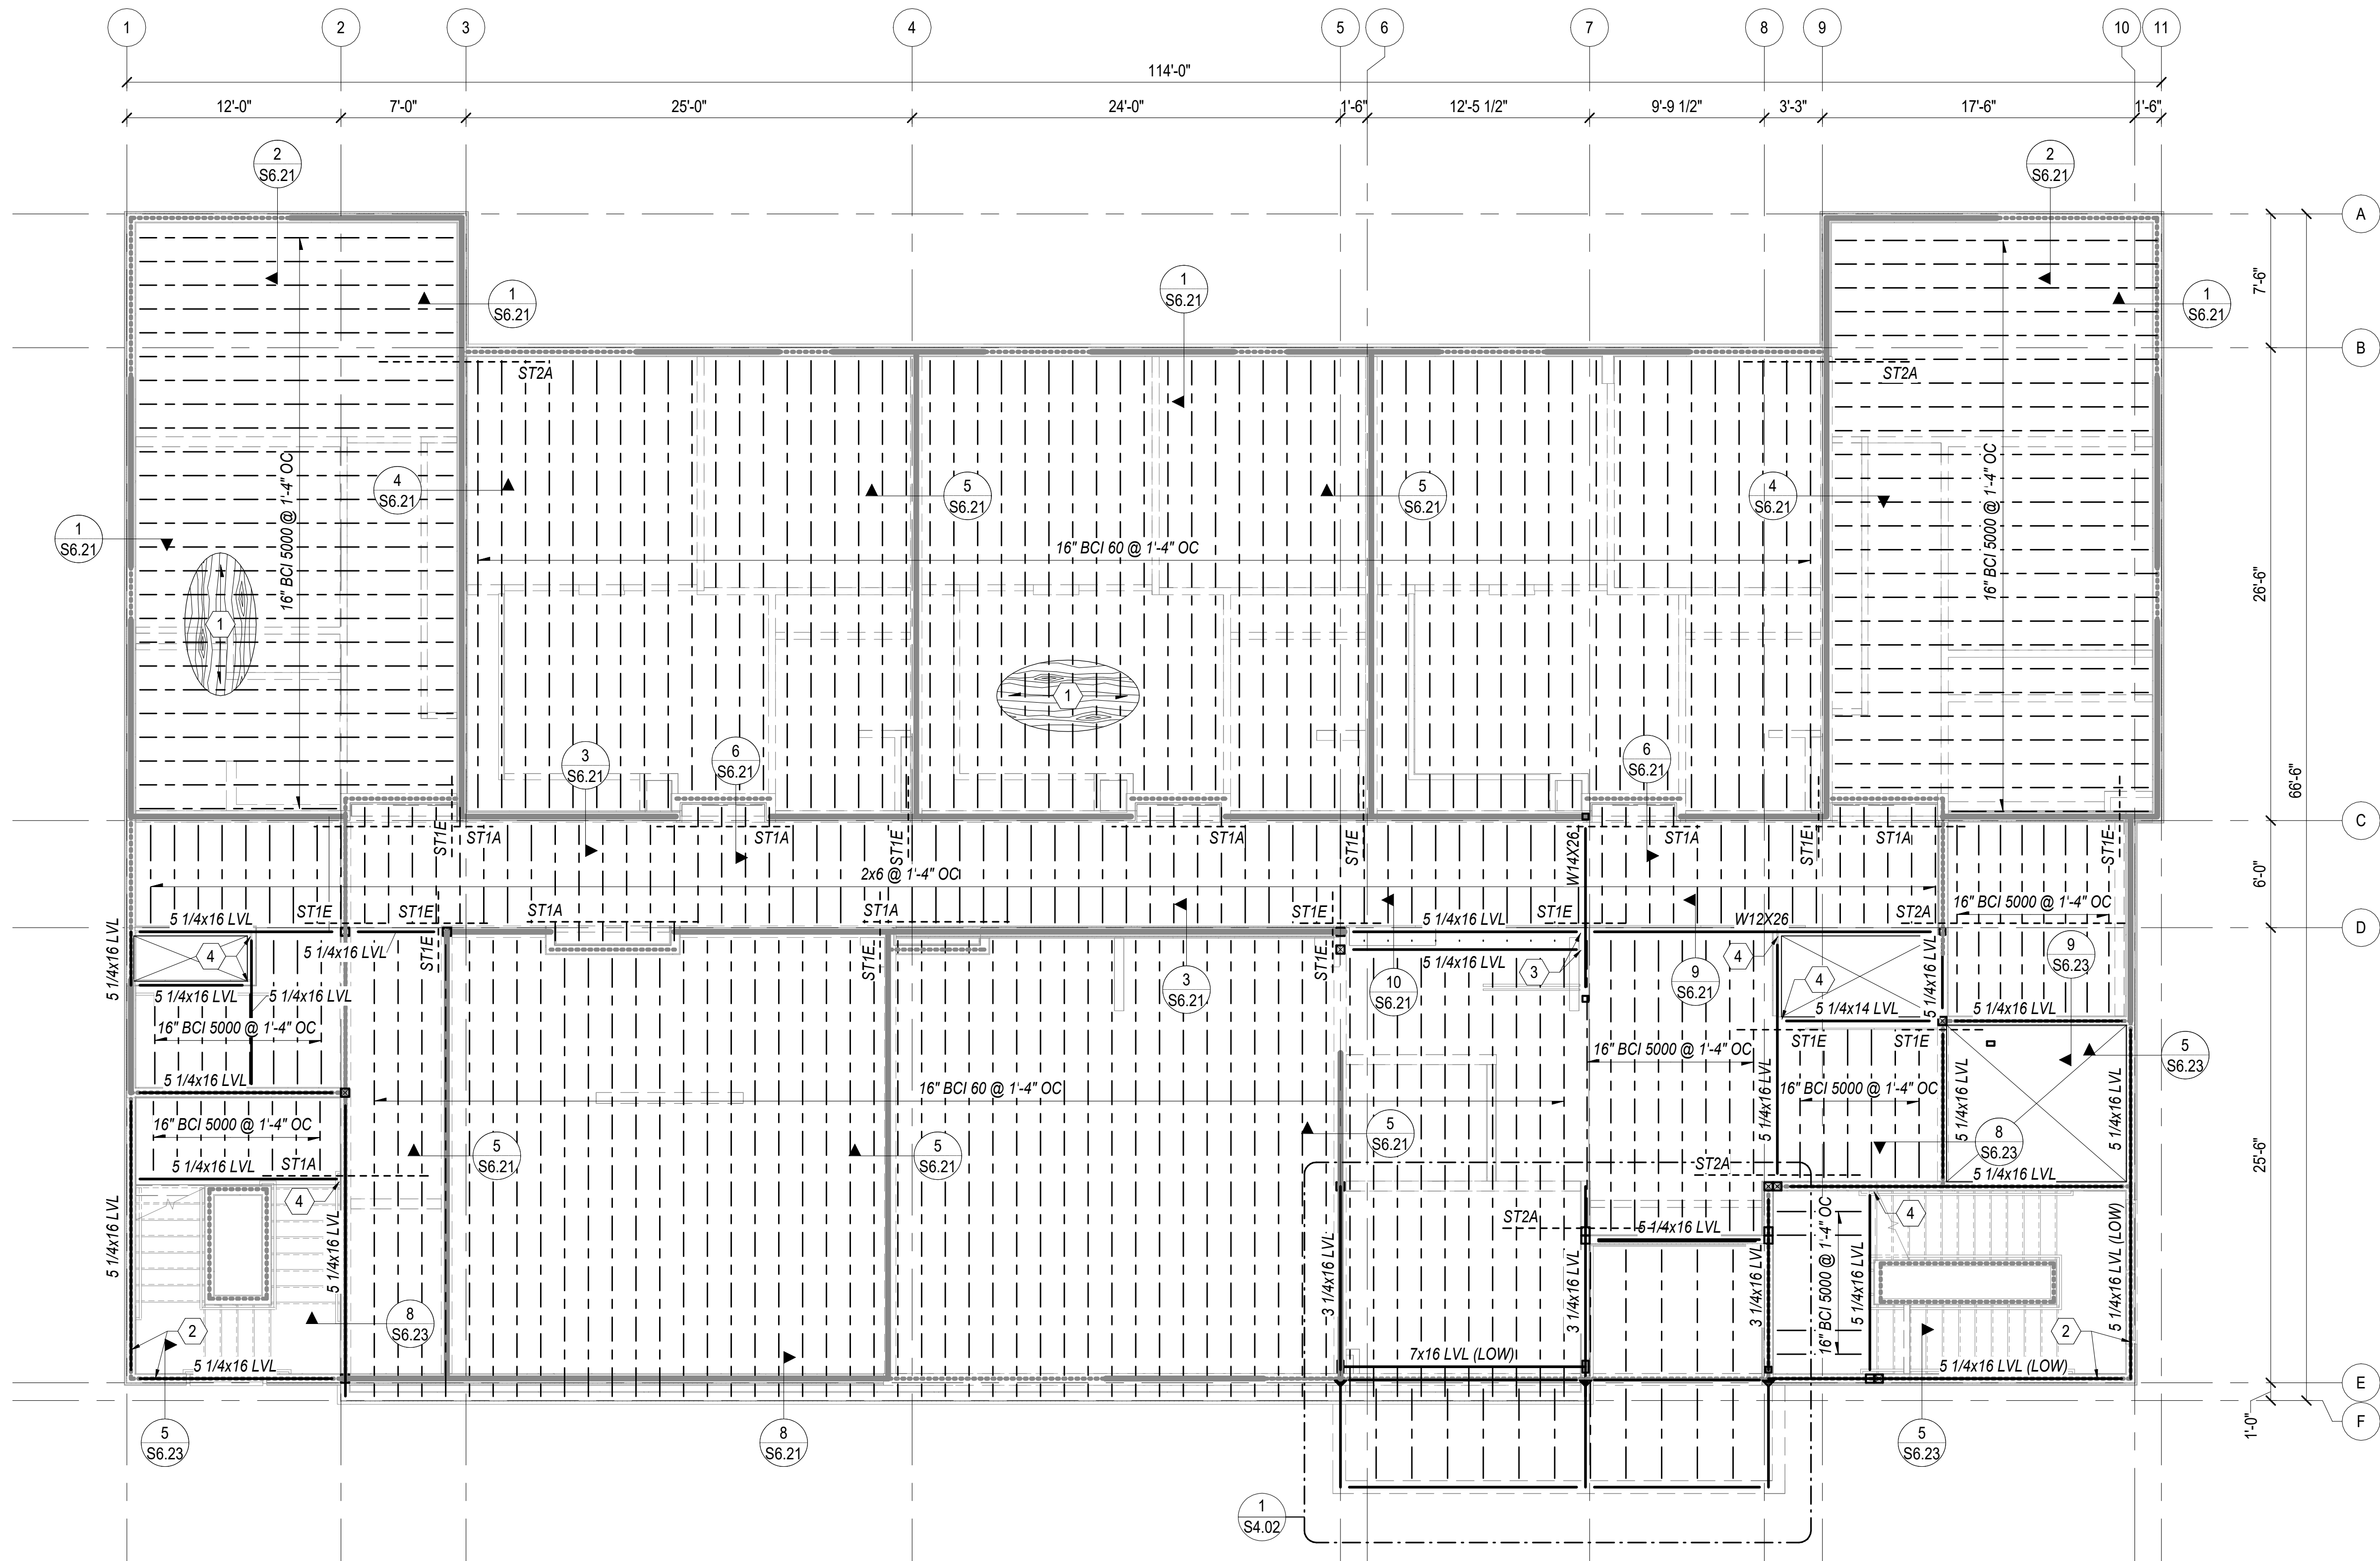 1 2 3 4 5 6 7 8 9 10 11
114'-0"
12'-0" 7'-0" 25'-0" 24'-0" 1'-6" 12'-5 1/2" 9'-9 1/2" 3'-3" 17'-6" 1'-6"
2
S6.21
2
S6.21
A
7'-6"
1
S6.21
1
S6.21
1
S6.21
B
ST2A
ST2A
4
S6.21
5
S6.21
5
S6.21
4
S6.21
1
S6.21
16" BCI 5000 @ 1'-4" OC
16" BCI 60 @ 1'-4" OC
16" BCI 5000 @ 1'-4" OC
26'-6"
1
1
3
S6.21
6
S6.21
6
S6.21
66'-6"
C
ST1E
ST1A
ST1A
ST1E
ST1A
ST1E
W14X26
ST1A
ST1E
ST1A
ST1E
2x6 @ 1'-4" OC
6'-0"
5 1/4x16 LVL
ST1E
ST1E
ST1A
ST1A
ST1E
5 1/4x16 LVL
ST1E
W12X26
ST2A
16" BCI 5000 @ 1'-4" OC
D
5 1/4x16 LVL
4
5 1/4x16 LVL
ST1E
ST1E
ST1E
5 1/4x16 LVL
3
4
4
5 1/4x16 LVL
9
S6.23
3
S6.21
10
S6.21
9
S6.21
5 1/4x16 LVL
5 1/4x16 LVL
5 1/4x14 LVL
5 1/4x16 LVL
16" BCI 5000 @ 1'-4" OC
16" BCI 5000 @ 1'-4" OC
ST1E
ST1E
5
S6.23
5 1/4x16 LVL
16" BCI 60 @ 1'-4" OC
5 1/4x16 LVL
16" BCI 5000 @ 1'-4" OC
5 1/4x16 LVL
5 1/4x16 LVL
16" BCI 5000 @ 1'-4" OC
5
S6.21
5
S6.21
5
S6.21
8
S6.23
25'-6"
5 1/4x16 LVL
ST1A
ST2A
5 1/4x16 LVL
4
4
5 1/4x16 LVL
5 1/4x16 LVL
ST2A
5 1/4x16 LVL
3 1/4x16 LVL
3 1/4x16 LVL
3 1/4x16 LVL
16" BCI 5000 @ 1'-4" OC
5 1/4x16 LVL
5 1/4x16 LVL (LOW)
2
8
S6.23
2
5 1/4x16 LVL
7x16 LVL (LOW)
5 1/4x16 LVL (LOW)
E
F
1'-0"
5
S6.23
8
S6.21
5
S6.23
1
S4.02